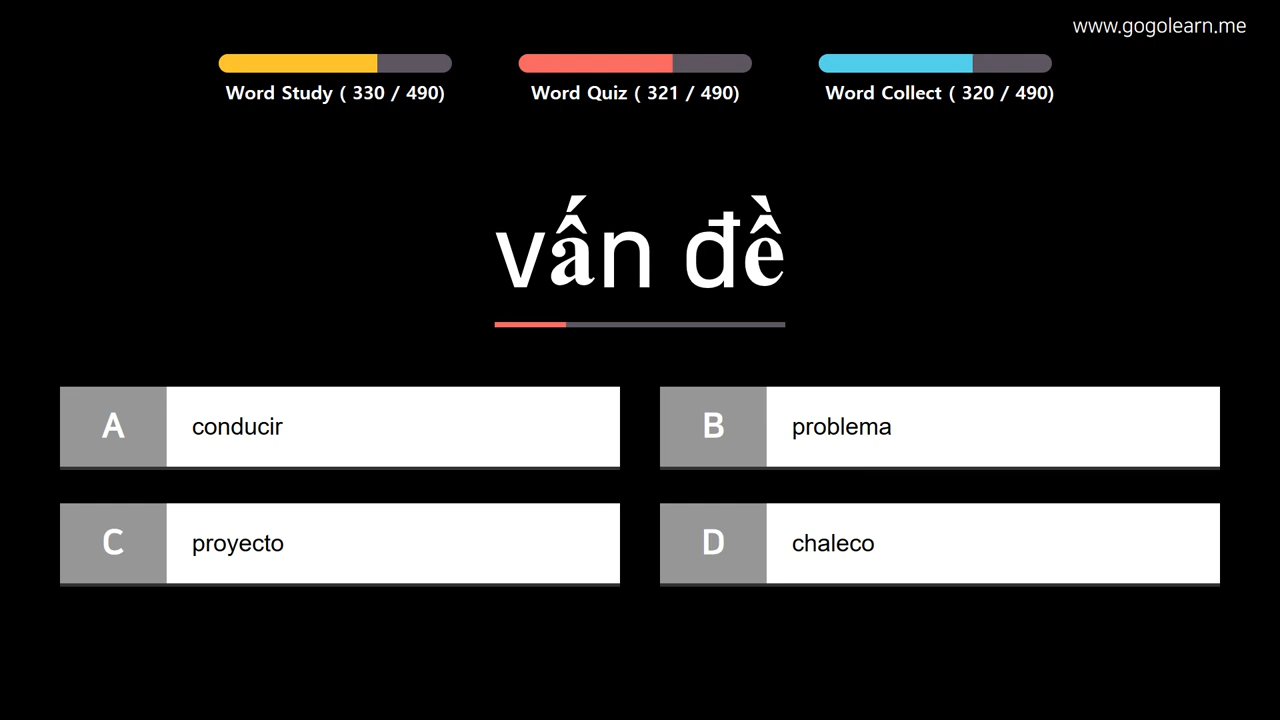 www.gogolearn.me
Word Study ( 330 / 490)
Word Quiz ( 321 / 490)
Word Collect ( 320 / 490)
vấn đề
A conducir
B problema
C proyecto
D chaleco